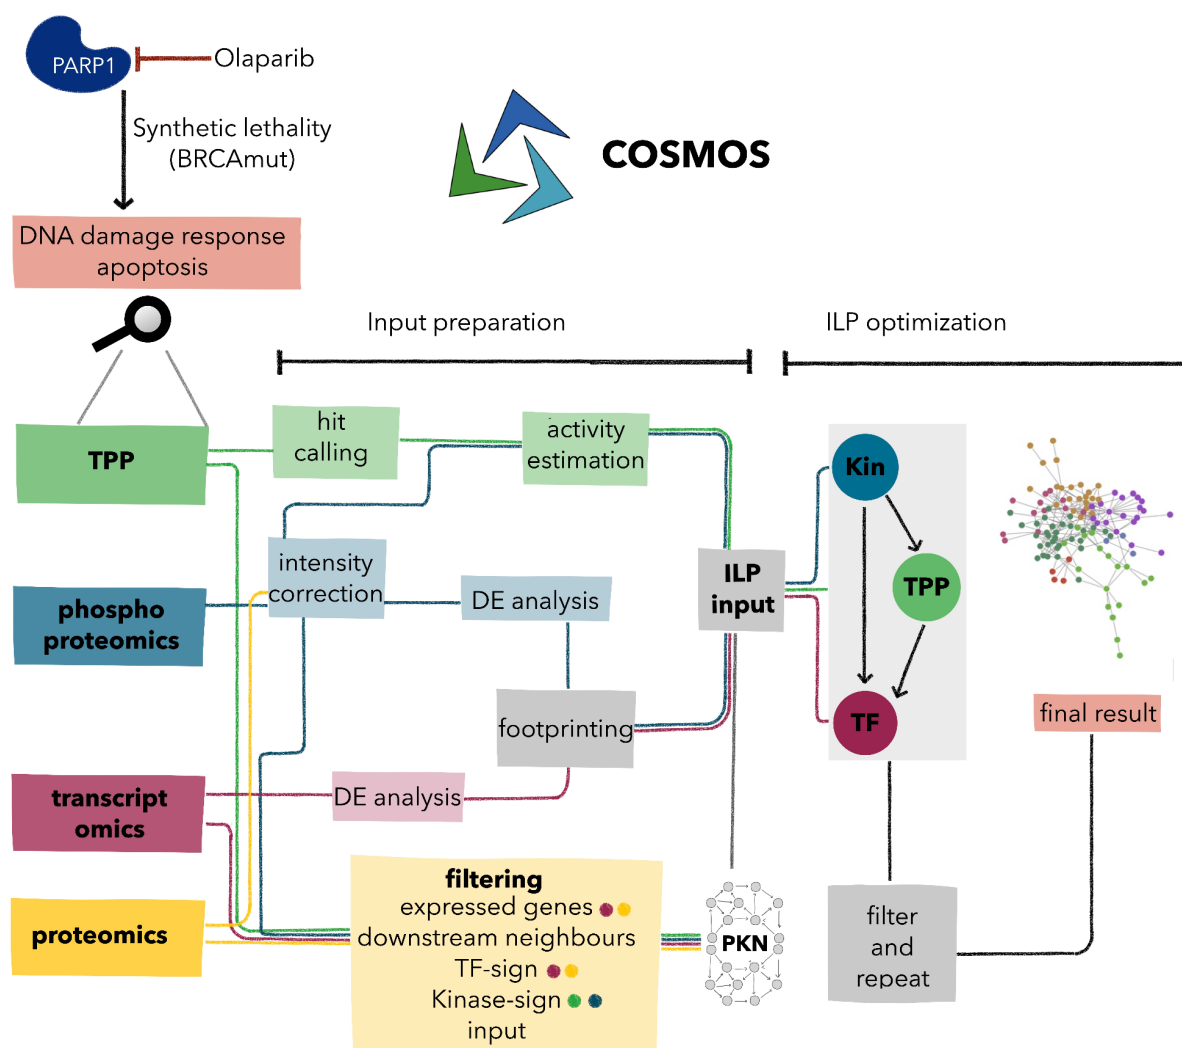 PARP1
Olaparib
Synthetic lethality
(BRCAmut)
COSMOS
DNA damage response
apoptosis
Input preparation
ILP optimization
TPP
hit
calling
activity
estimation
Kin
TPP
TF
phospho
proteomics
intensity
correction
DE analysis
ILP
input
footprinting
final result
transcript
omics
DE analysis
proteomics
filtering
expressed genes
downstream neighbours
TF-sign
Kinase-sign
input
PKN
filter
and
repeat